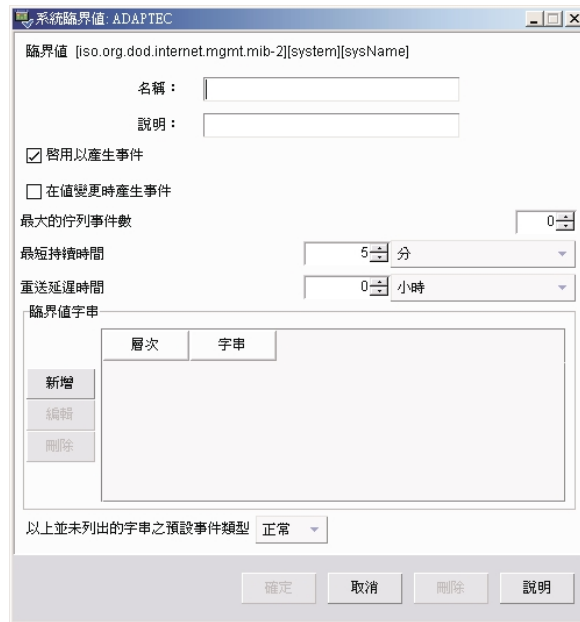 系統臨界值: ADAPTEC
臨界值 [iso.org.dod.internet.mgmt.mib-2][system][sysName]
名稱：
說明：
啓用以產生事件
在值變更時產生事件
最大的佇列事件數 0
最短持續時間 5 分
重送延遲時間 0 小時
臨界值字串
層次 字串
新增
編輯
刪除
以上並未列出的字串之預設事件類型 正常
確定 取消 刪除 說明